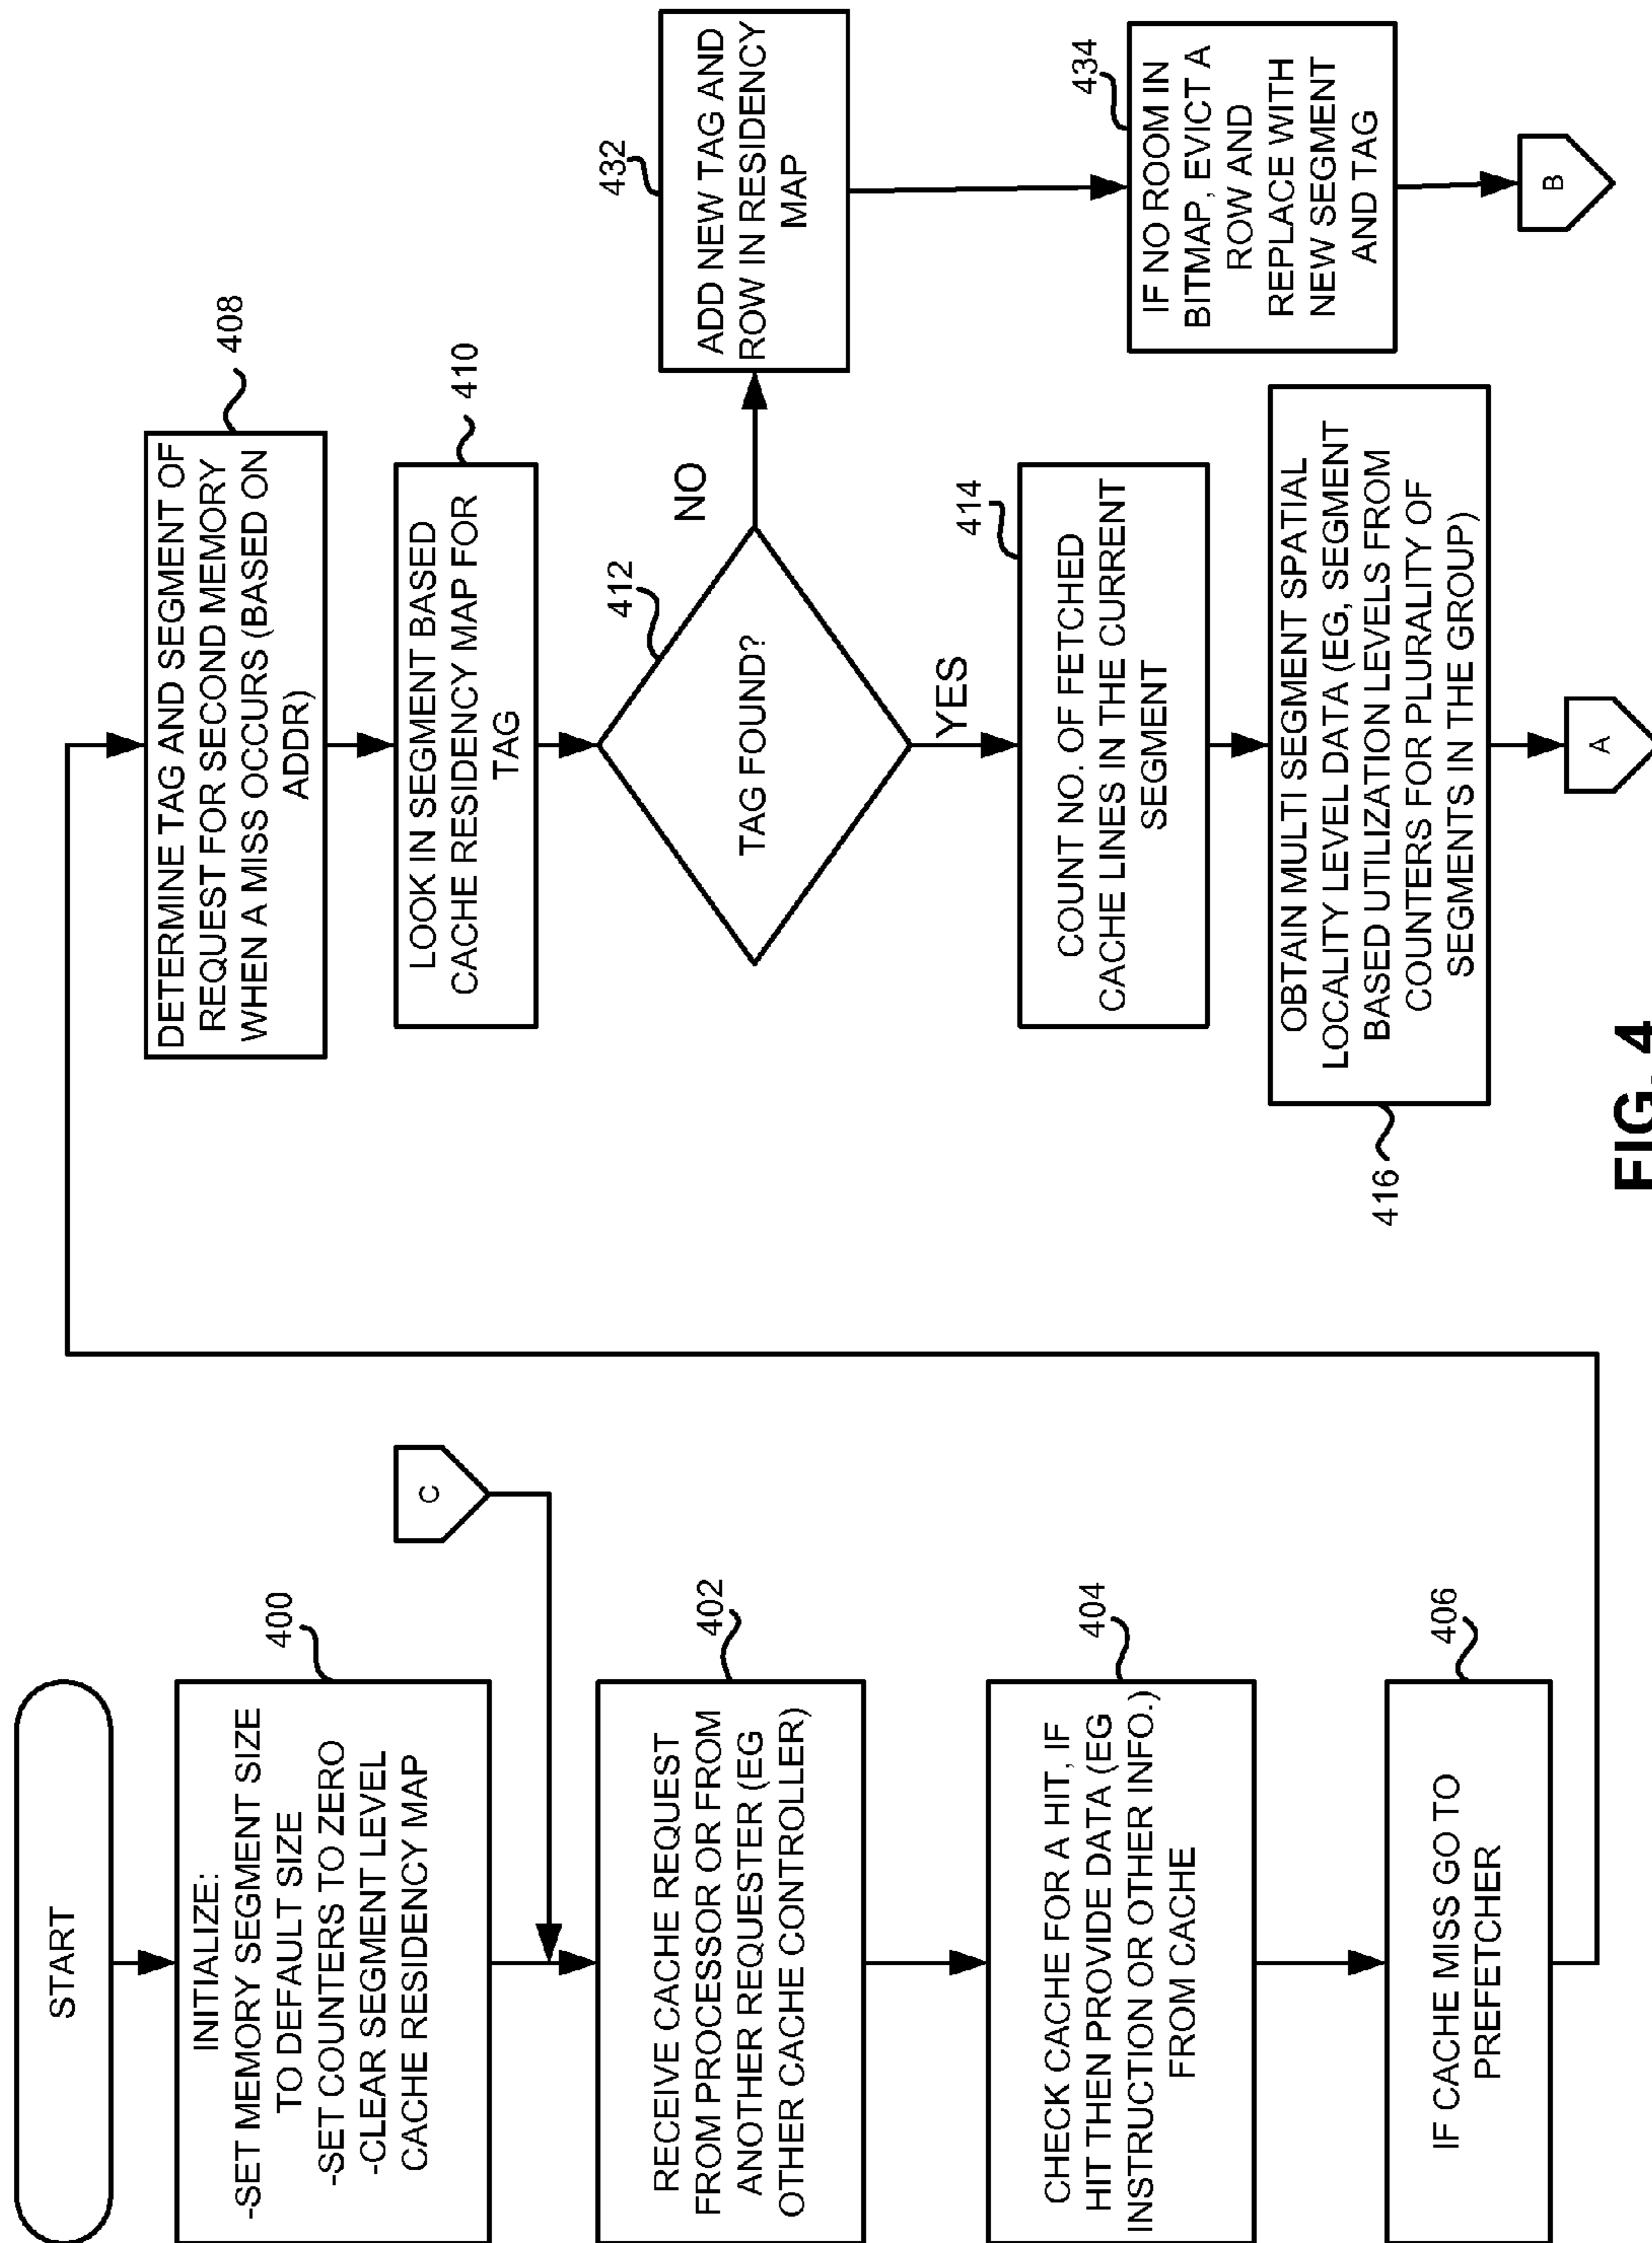 START
INITIALIZE:
-SET MEMORY SEGMENT SIZE
TO DEFAULT SIZE
-SET COUNTERS TO ZERO
-CLEAR SEGMENT LEVEL
CACHE RESIDENCY MAP
400
C
RECEIVE CACHE REQUEST
FROM PROCESSOR OR FROM
ANOTHER REQUESTER (EG
OTHER CACHE CONTROLLER)
402
CHECK CACHE FOR A HIT, IF
HIT THEN PROVIDE DATA (EG
INSTRUCTION OR OTHER INFO.)
FROM CACHE
404
IF CACHE MISS GO TO
PREFETCHER
406
DETERMINE TAG AND SEGMENT OF
REQUEST FOR SECOND MEMORY
WHEN A MISS OCCURS (BASED ON
ADDR)
408
LOOK IN SEGMENT BASED
CACHE RESIDENCY MAP FOR
TAG
410
TAG FOUND?
412
NO
YES
ADD NEW TAG AND
ROW IN RESIDENCY
MAP
432
IF NO ROOM IN
BITMAP, EVICT A
ROW AND
REPLACE WITH
NEW SEGMENT
AND TAG
434
B
COUNT NO. OF FETCHED
CACHE LINES IN THE CURRENT
SEGMENT
414
OBTAIN MULTI SEGMENT SPATIAL
LOCALITY LEVEL DATA (EG, SEGMENT
BASED UTILIZATION LEVELS FROM
COUNTERS FOR PLURALITY OF
SEGMENTS IN THE GROUP)
416
A
FIG. 4